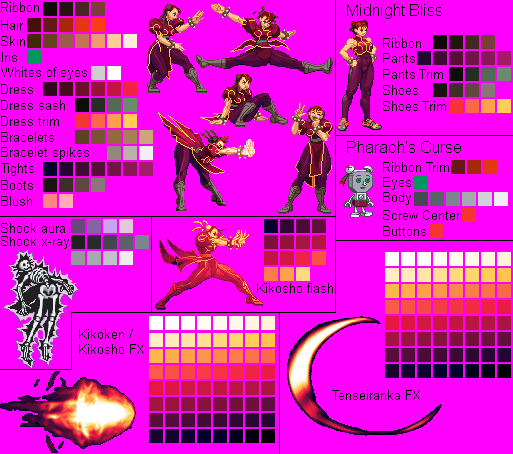 Ribbon
Hair
Skin
Iris
Whites of eyes
Dress
Dress sash
Dress trim
Bracelets
Bracelet spikes
Tights
Boots
Blush
Midnight Bliss
Ribbon
Pants
Pants Trim
Shoes
Shoes Trim
Pharaoh's Curse
Ribbon Trim
Eyes
Body
Screw Center
Buttons
Shock aura
Shock x-ray
Kikosho flash
Kikoken /
Kikosho FX
Tenseiranka FX